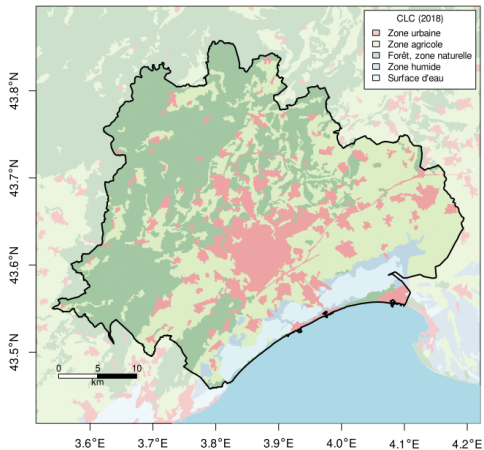 CLC (2018)
Zone urbaine
Zone agricole
Forêt, zone naturelle
Zone humide
Surface d'eau
43.8°N
43.7°N
43.6°N
43.5°N
0 5 10
km
3.6°E 3.7°E 3.8°E 3.9°E 4.0°E 4.1°E 4.2°E